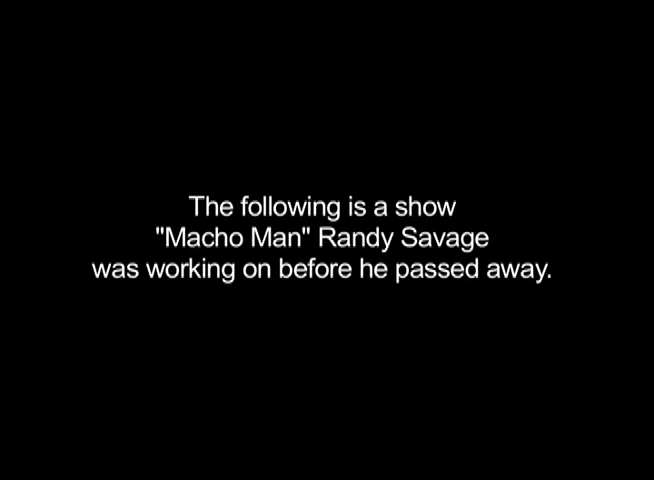 The following is a show
"Macho Man" Randy Savage
was working on before he passed away.